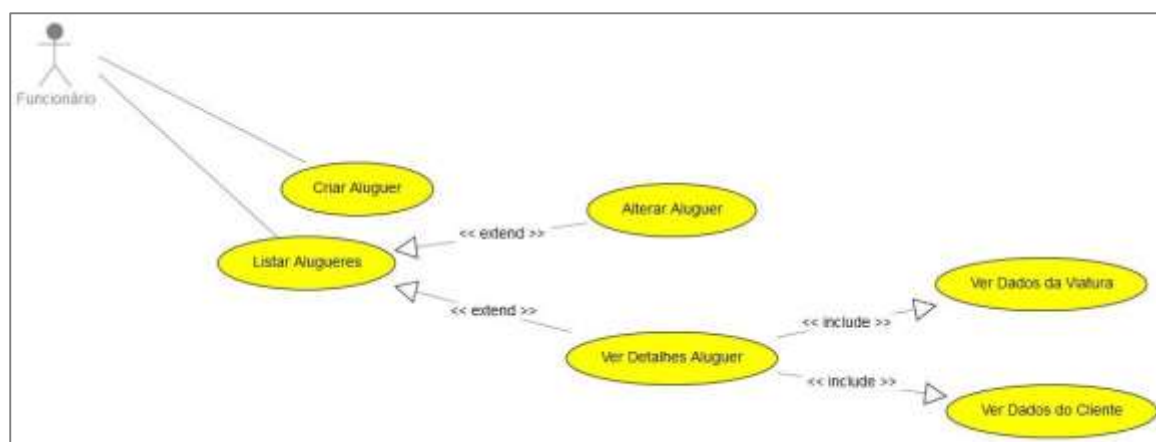 Funcionário
Criar Aluguer
Alterar Aluguer
<< extend >>
Listar Alugueres
<< extend >>
Ver Dados da Viatura
<< include >>
Ver Detalhes Aluguer
<< include >>
Ver Dados do Cliente